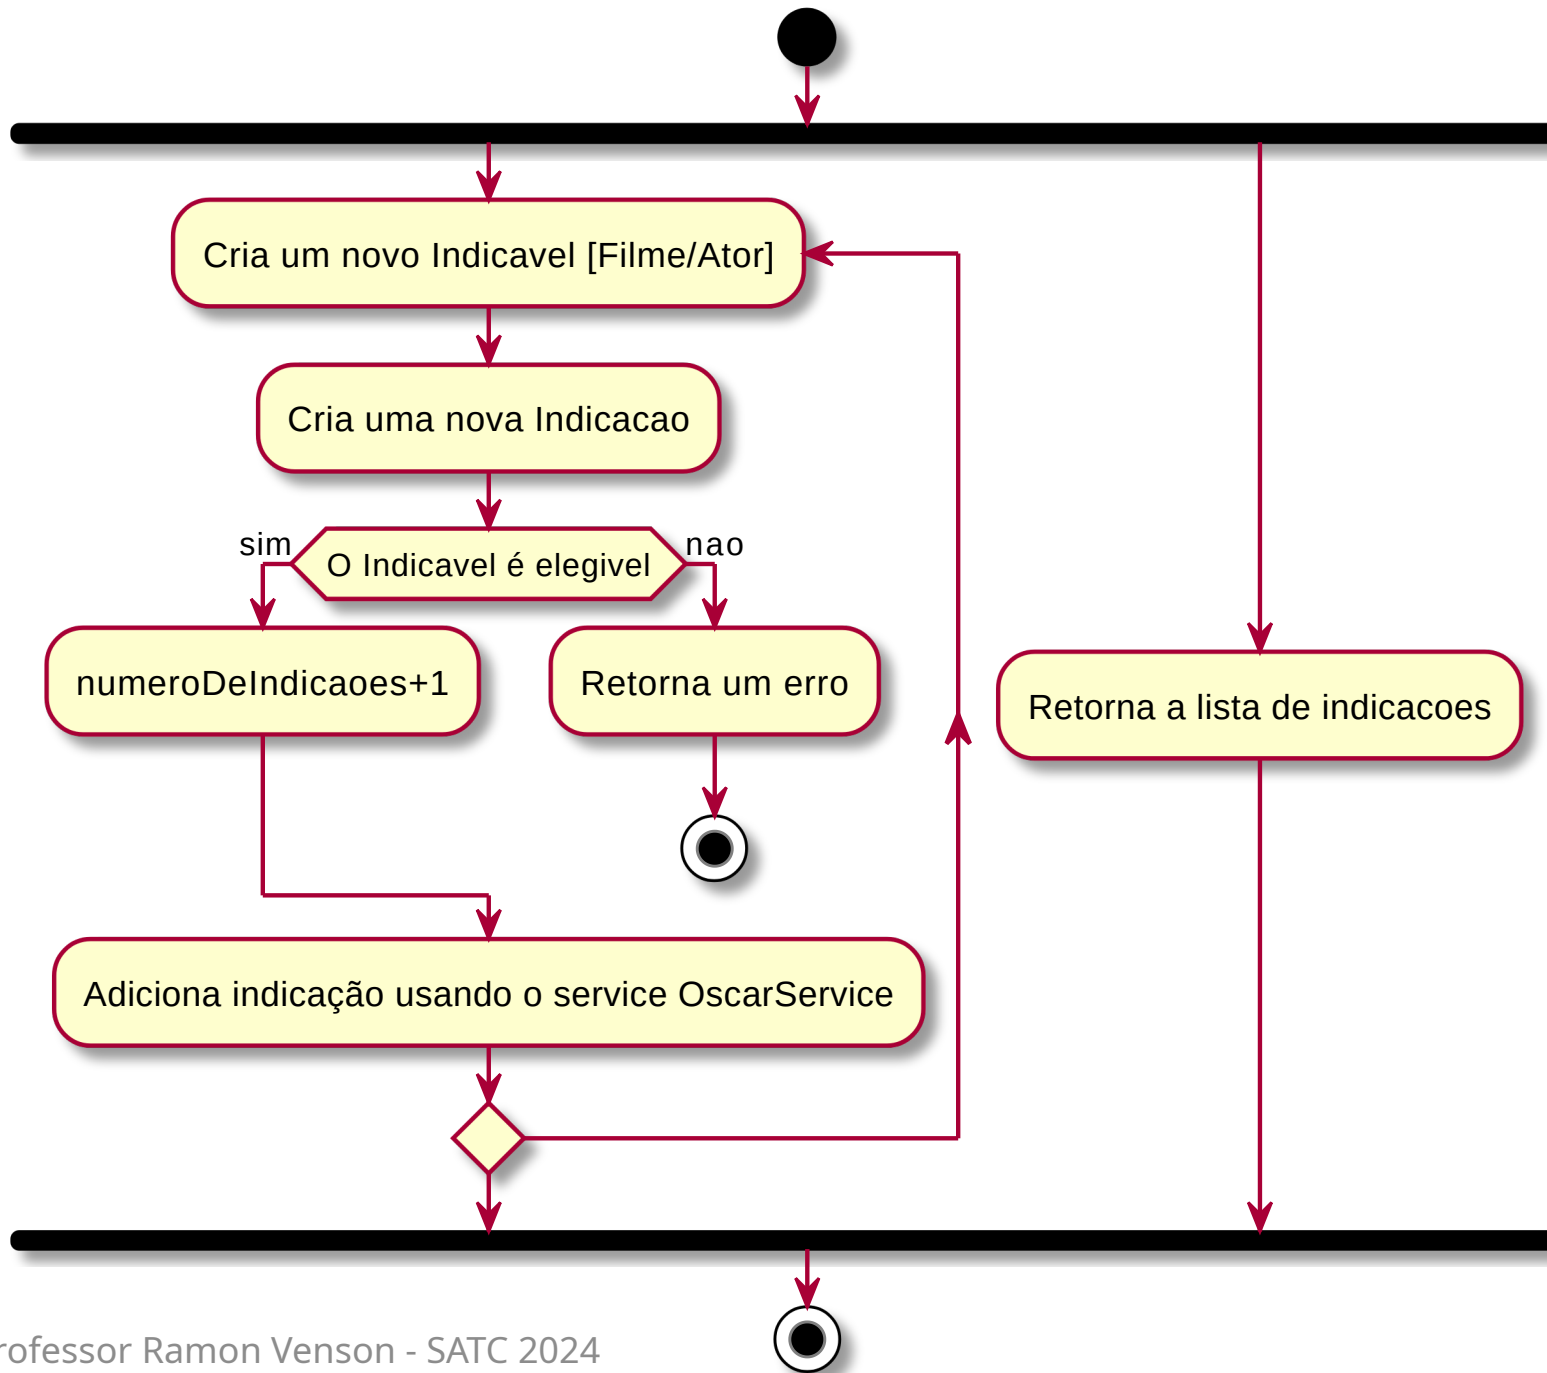 Cria um novo Indicavel [Filme/Ator]
Cria uma nova Indicacao
sim
nao
O Indicavel é elegivel
numeroDeIndicaoes+1
Retorna um erro
Retorna a lista de indicacoes
Adiciona indicação usando o service OscarService
rofessor Ramon Venson - SATC 2024